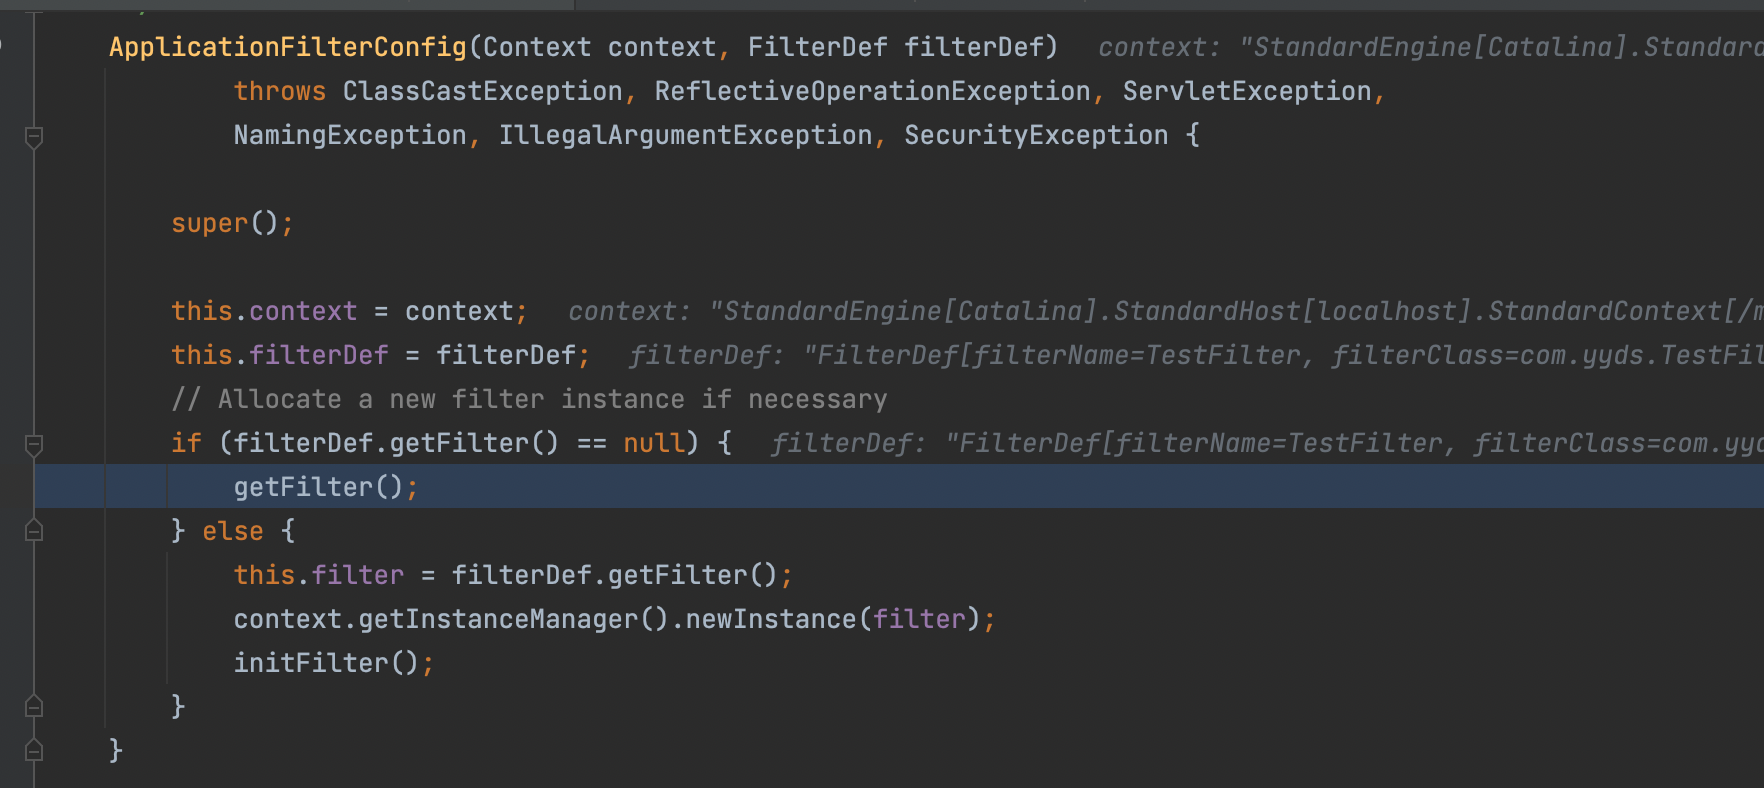 ApplicationFilterConfig(Context context, FilterDef filterDef) context: "StandardEngine[Catalina].Standard
throws ClassCastException, ReflectiveOperationException, ServletException,
NamingException, IllegalArgumentException, SecurityException {
super();
this.context = context; context: "StandardEngine[Catalina].StandardHost[localhost].StandardContext[/m
this.filterDef = filterDef; filterDef: "FilterDef[filterName=TestFilter, filterClass=com.yyds.TestFil
// Allocate a new filter instance if necessary
if (filterDef.getFilter() == null) { filterDef: "FilterDef[filterName=TestFilter, filterClass=com.yyd
getFilter();
} else {
this.filter = filterDef.getFilter();
context.getInstanceManager().newInstance(filter);
initFilter();
}
}